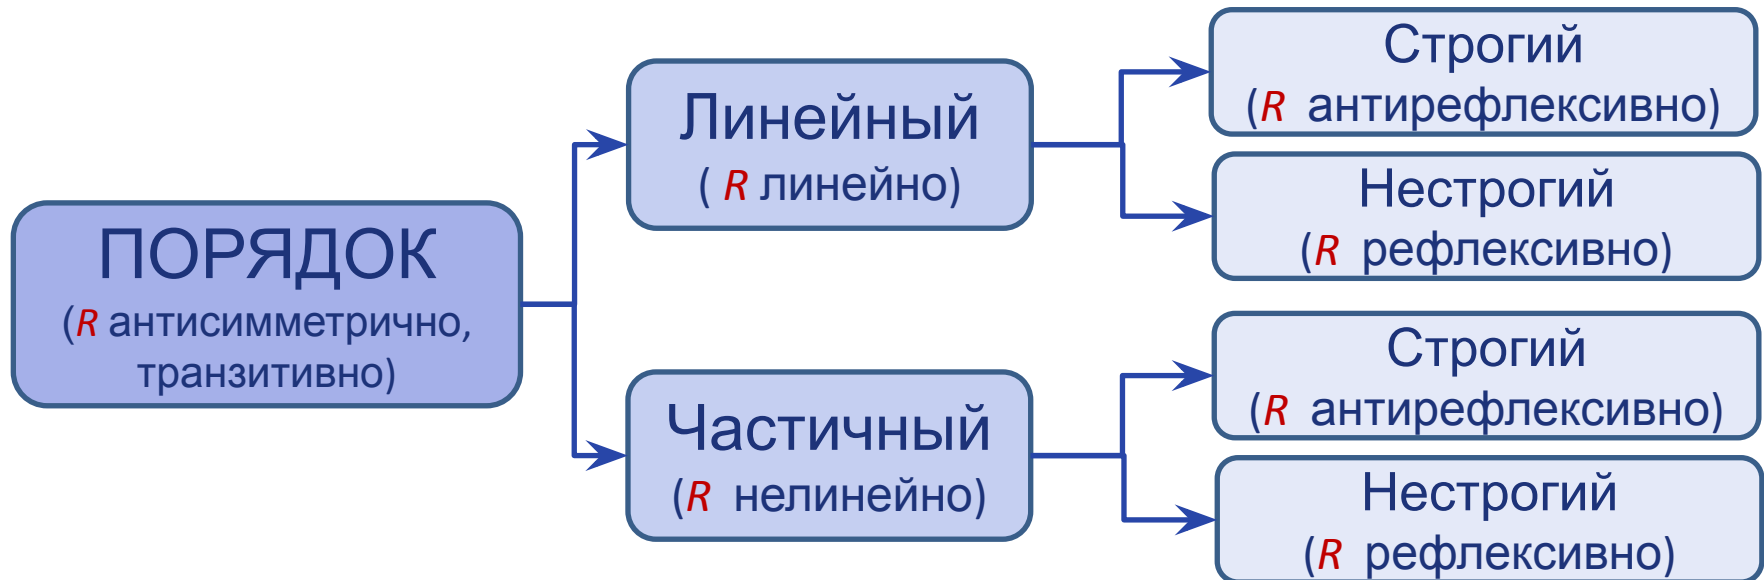 ПОРЯДОК
(R антисимметрично,
транзитивно)
Линейный
( R линейно)
Строгий
(R антирефлексивно)
Нестрогий
(R рефлексивно)
Частичный
(R нелинейно)
Строгий
(R антирефлексивно)
Нестрогий
(R рефлексивно)